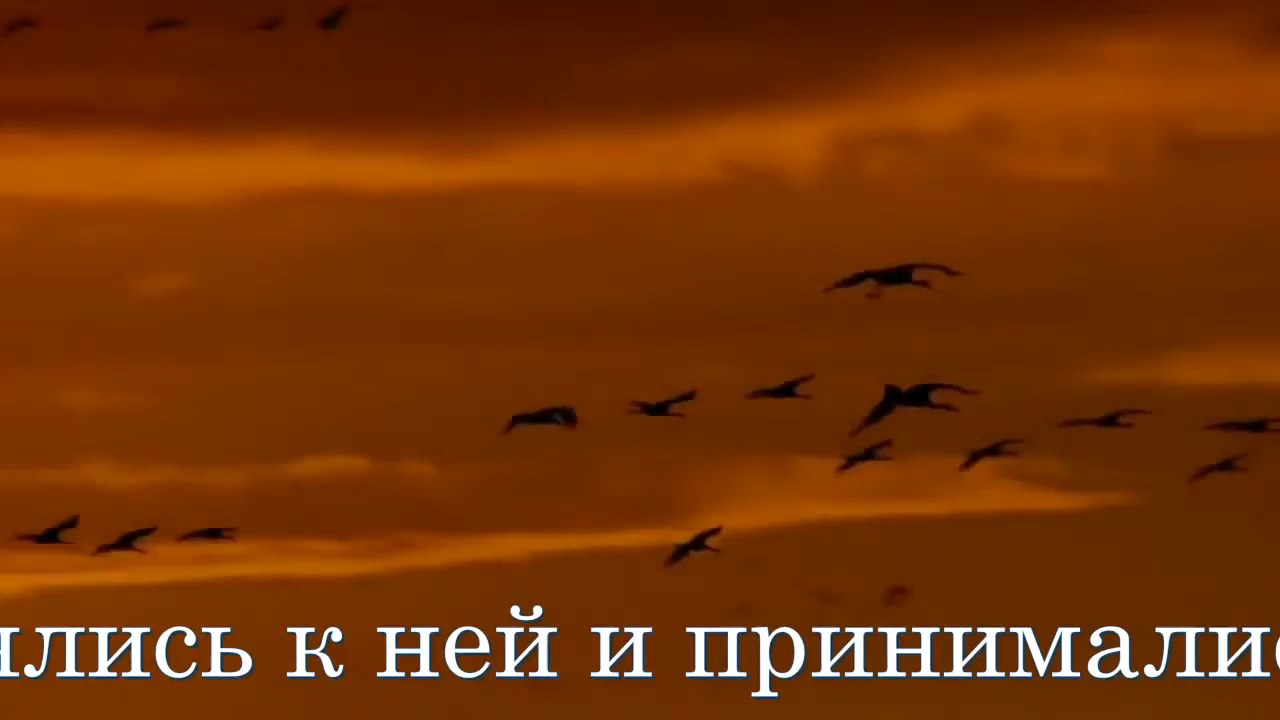 лись к ней и принимали